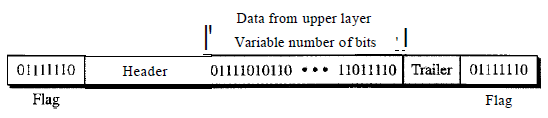 Data from upper layer
Variable number of bits
01111110 Header 01111010110 ••• 11011110 Trailer 01111110
Flag Flag